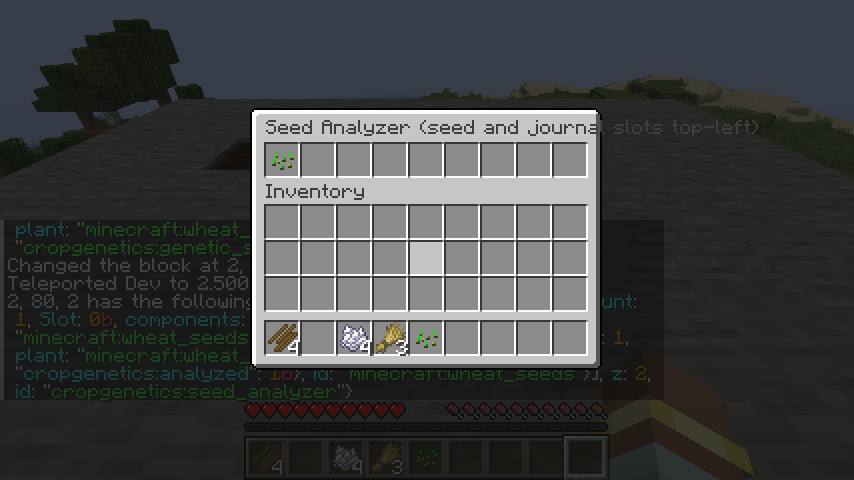 Seed Analyzer (seed and journal slots top-left)
Inventory
plant: "minecraft:wheat_
"cropgenetics:genetic_s
Changed the block at 2,
Teleported Dev to 2.500
2, 80, 2 has the following
unt:
1, Slot: 0b, components:
"minecraft:wheat_seeds
1,
plant: "minecraft:wheat_
"cropgenetics:analyzed": 1b}, id: "minecraft:wheat_seeds"}], z: 2,
id: "cropgenetics:seed_analyzer"}
4
4
3
4
4
3